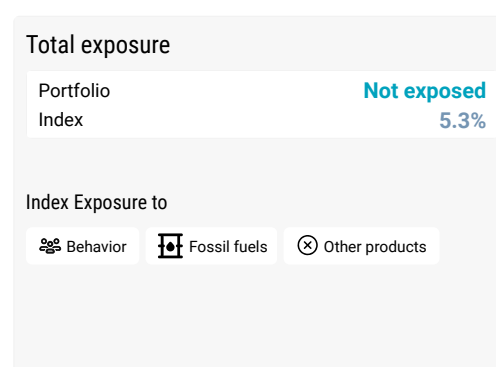 Total exposure
Portfolio Not exposed
Index 5.3%
Index Exposure to
Behavior Fossil fuels Other products